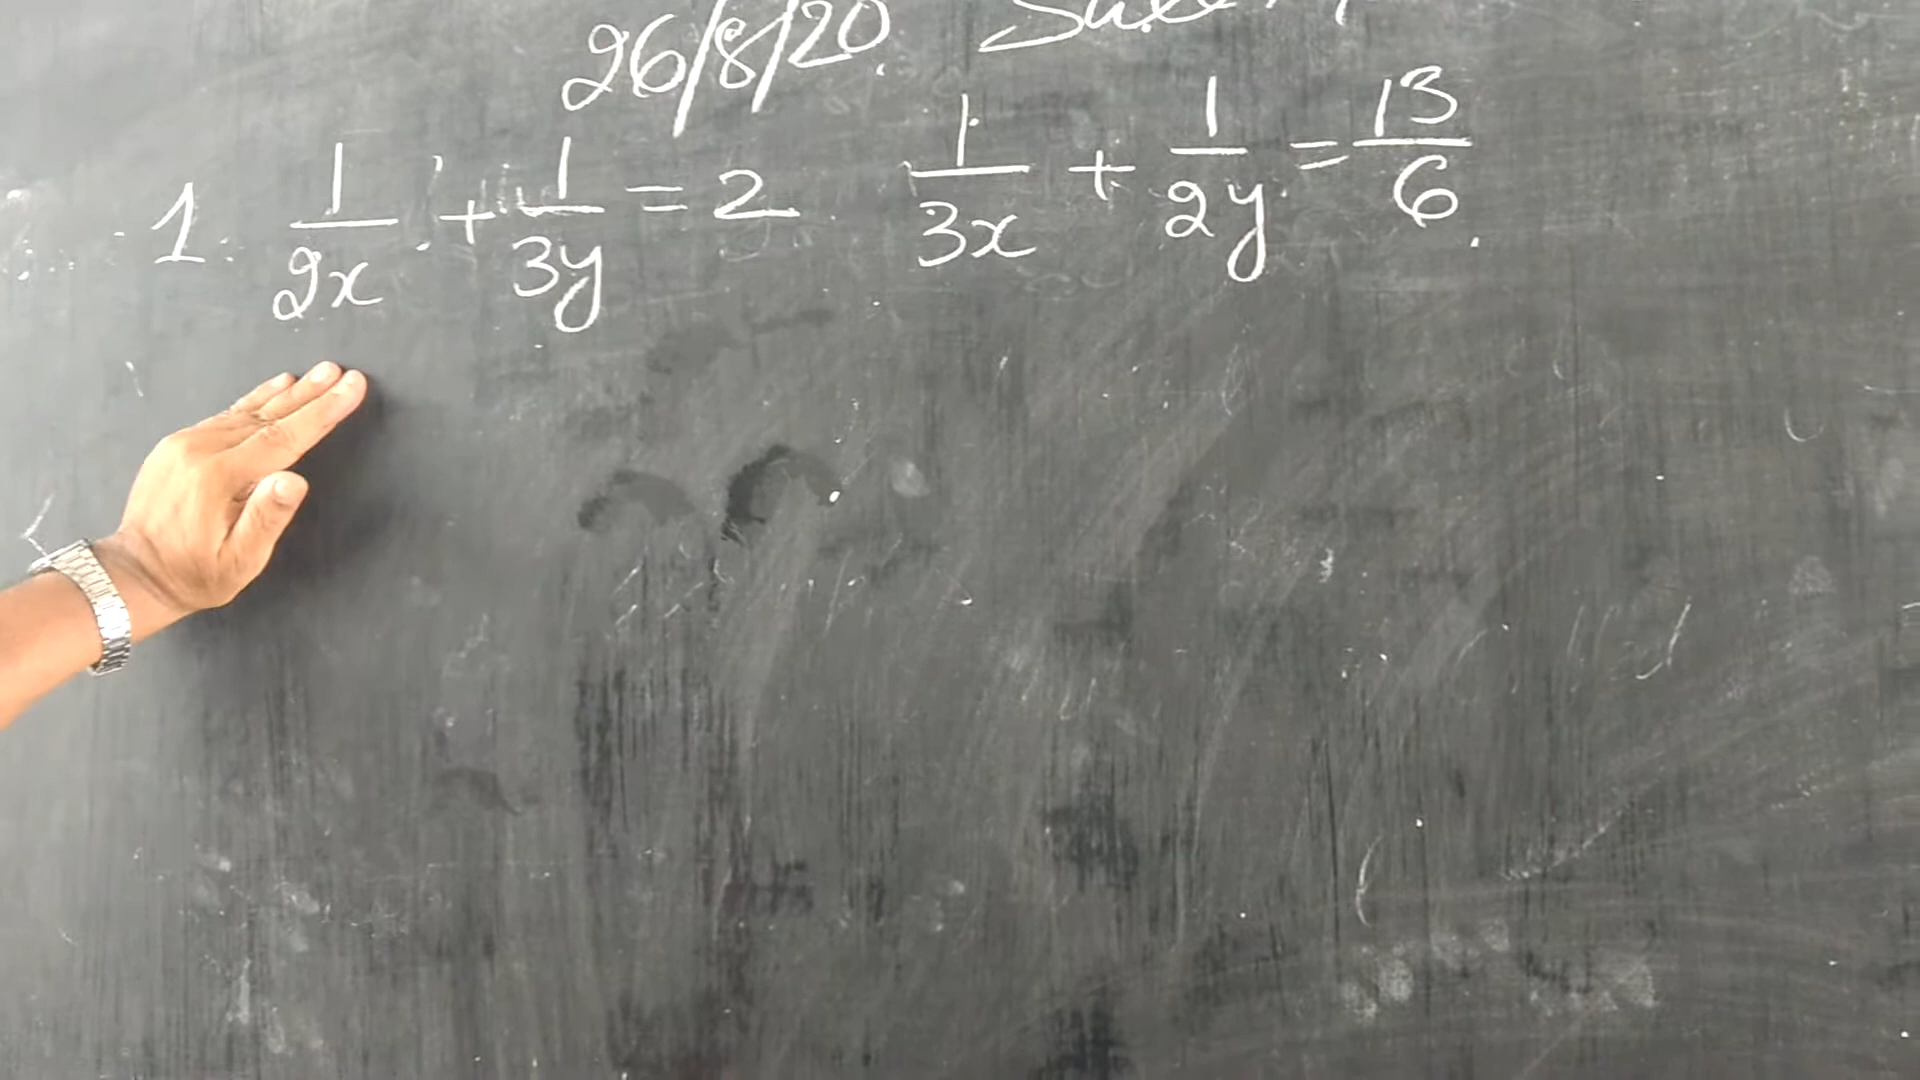 26/8/20.
1. 1/2x + 1/3y = 2 1/3x + 1/2y = 13/6.